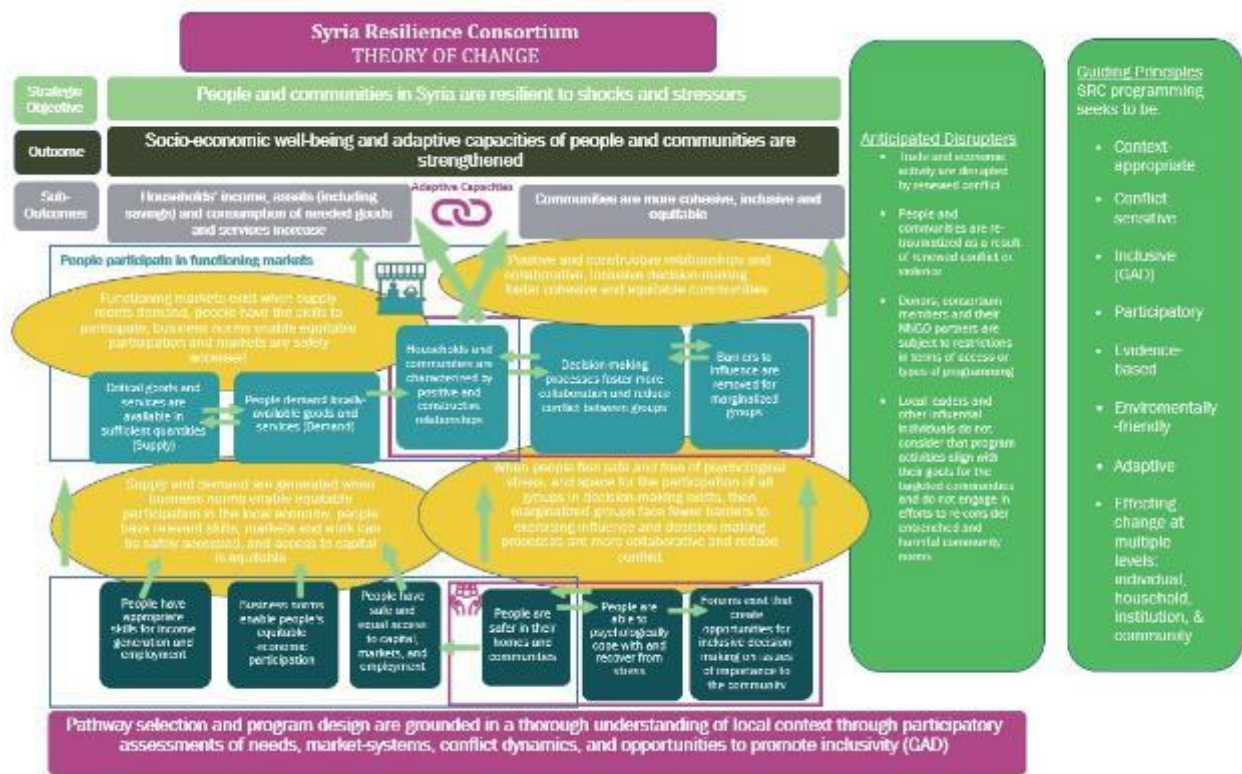 Syria Resilience Consortium
THEORY OF CHANGE
Strategic
Objective
People and communities in Syria are resilient to shocks and stressors
Outcome
Socio-economic well-being and adaptive capacities of people and communities are
strengthened
Sub-
Outcomes
Households' income, assets (including
savings) and consumption of needed goods
and services increase
Adaptive Capacities
Communities are more cohesive, inclusive and
equitable
People participate in functioning markets
Functioning markets exist when supply
meets demand, people have the skills to
participate, business norms enable equitable
participation and markets are safely
accessed
Positive and constructive relationships and
collaborative, inclusive decision-making
foster cohesive and equitable communities
Critical goods and
services are
available in
sufficient quantities
(Supply)
People demand locally-
available goods and
services (Demand)
Households and
communities are
characterized by
positive and
constructive
relationships
Decision-making
processes foster more
collaboration and reduce
conflict between groups
Barriers to
influence are
removed for
marginalized
groups
Supply and demand are generated when
business norms enable equitable
participation in the local economy, people
have relevant skills, markets and work can
be safely accessed, and access to capital
is equitable
When people feel safe and free of psychological
stress, and space for the participation of all
groups in decision-making exists, then
marginalized groups face fewer barriers to
exercising influence and decision-making
processes are more collaborative and reduce
conflict.
People have
appropriate
skills for income
generation and
employment
Business norms
enable people's
equitable
economic
participation
People have
safe and
equal access
to capital,
markets, and
employment
People are
safer in their
homes and
communities
People are
able to
psychologically
cope with and
recover from
stress
Forums exist that
create
opportunities for
inclusive decision
making on issues
of importance to
the community
Pathway selection and program design are grounded in a thorough understanding of local context through participatory
assessments of needs, market-systems, conflict dynamics, and opportunities to promote inclusivity (GAD)
Anticipated Disrupters
• Trade and economic
activity are disrupted
by renewed conflict
• People and
communities are re-
traumatized as a result
of renewed conflict or
violence
• Donors, consortium
members and their
NNGO partners are
subject to restrictions
in terms of access or
types of programming
• Local leaders and
other influential
individuals do not
consider that program
activities align with
their goals for the
targeted communities
and do not engage in
efforts to re-consider
entrenched and
harmful community
norms
Guiding Principles
SRC programming
seeks to be:
• Context-
appropriate
• Conflict
sensitive
• Inclusive
(GAD)
• Participatory
• Evidence-
based
• Enviromentally
-friendly
• Adaptive
• Effecting
change at
multiple
levels:
individual,
household,
institution, &
community